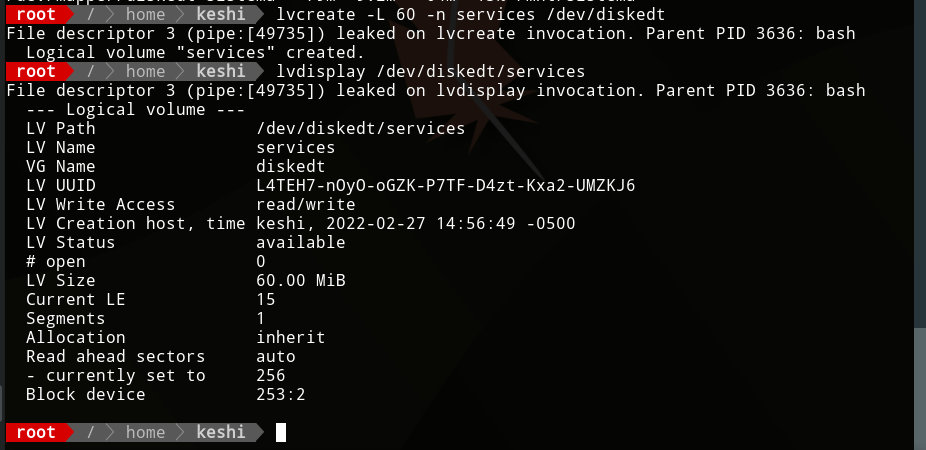 root / home keshi lvcreate -L 60 -n services /dev/diskedt
File descriptor 3 (pipe:[49735]) leaked on lvcreate invocation. Parent PID 3636: bash
Logical volume "services" created.
root / home keshi lvdisplay /dev/diskedt/services
File descriptor 3 (pipe:[49735]) leaked on lvdisplay invocation. Parent PID 3636: bash
--- Logical volume ---
LV Path /dev/diskedt/services
LV Name services
VG Name diskedt
LV UUID L4TEH7-nOyO-oGZK-P7TF-D4zt-Kxa2-UMZKJ6
LV Write Access read/write
LV Creation host, time keshi, 2022-02-27 14:56:49 -0500
LV Status available
# open 0
LV Size 60.00 MiB
Current LE 15
Segments 1
Allocation inherit
Read ahead sectors auto
- currently set to 256
Block device 253:2
root / home keshi